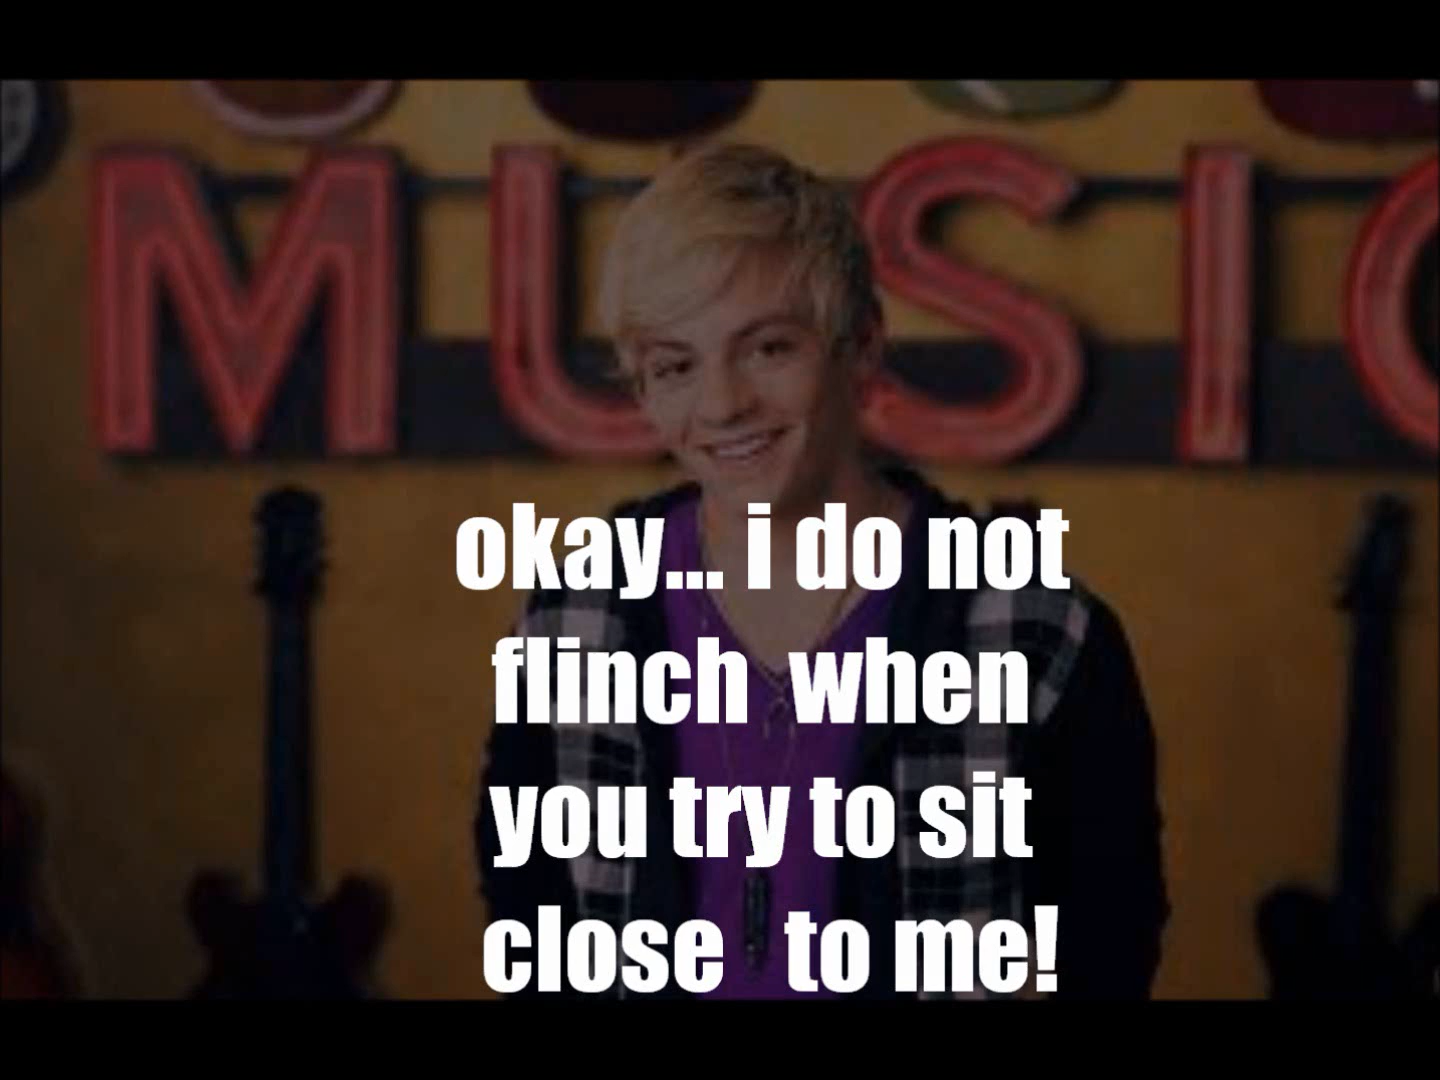 MUSIC
okay... i do not
flinch when
you try to sit
close to me!